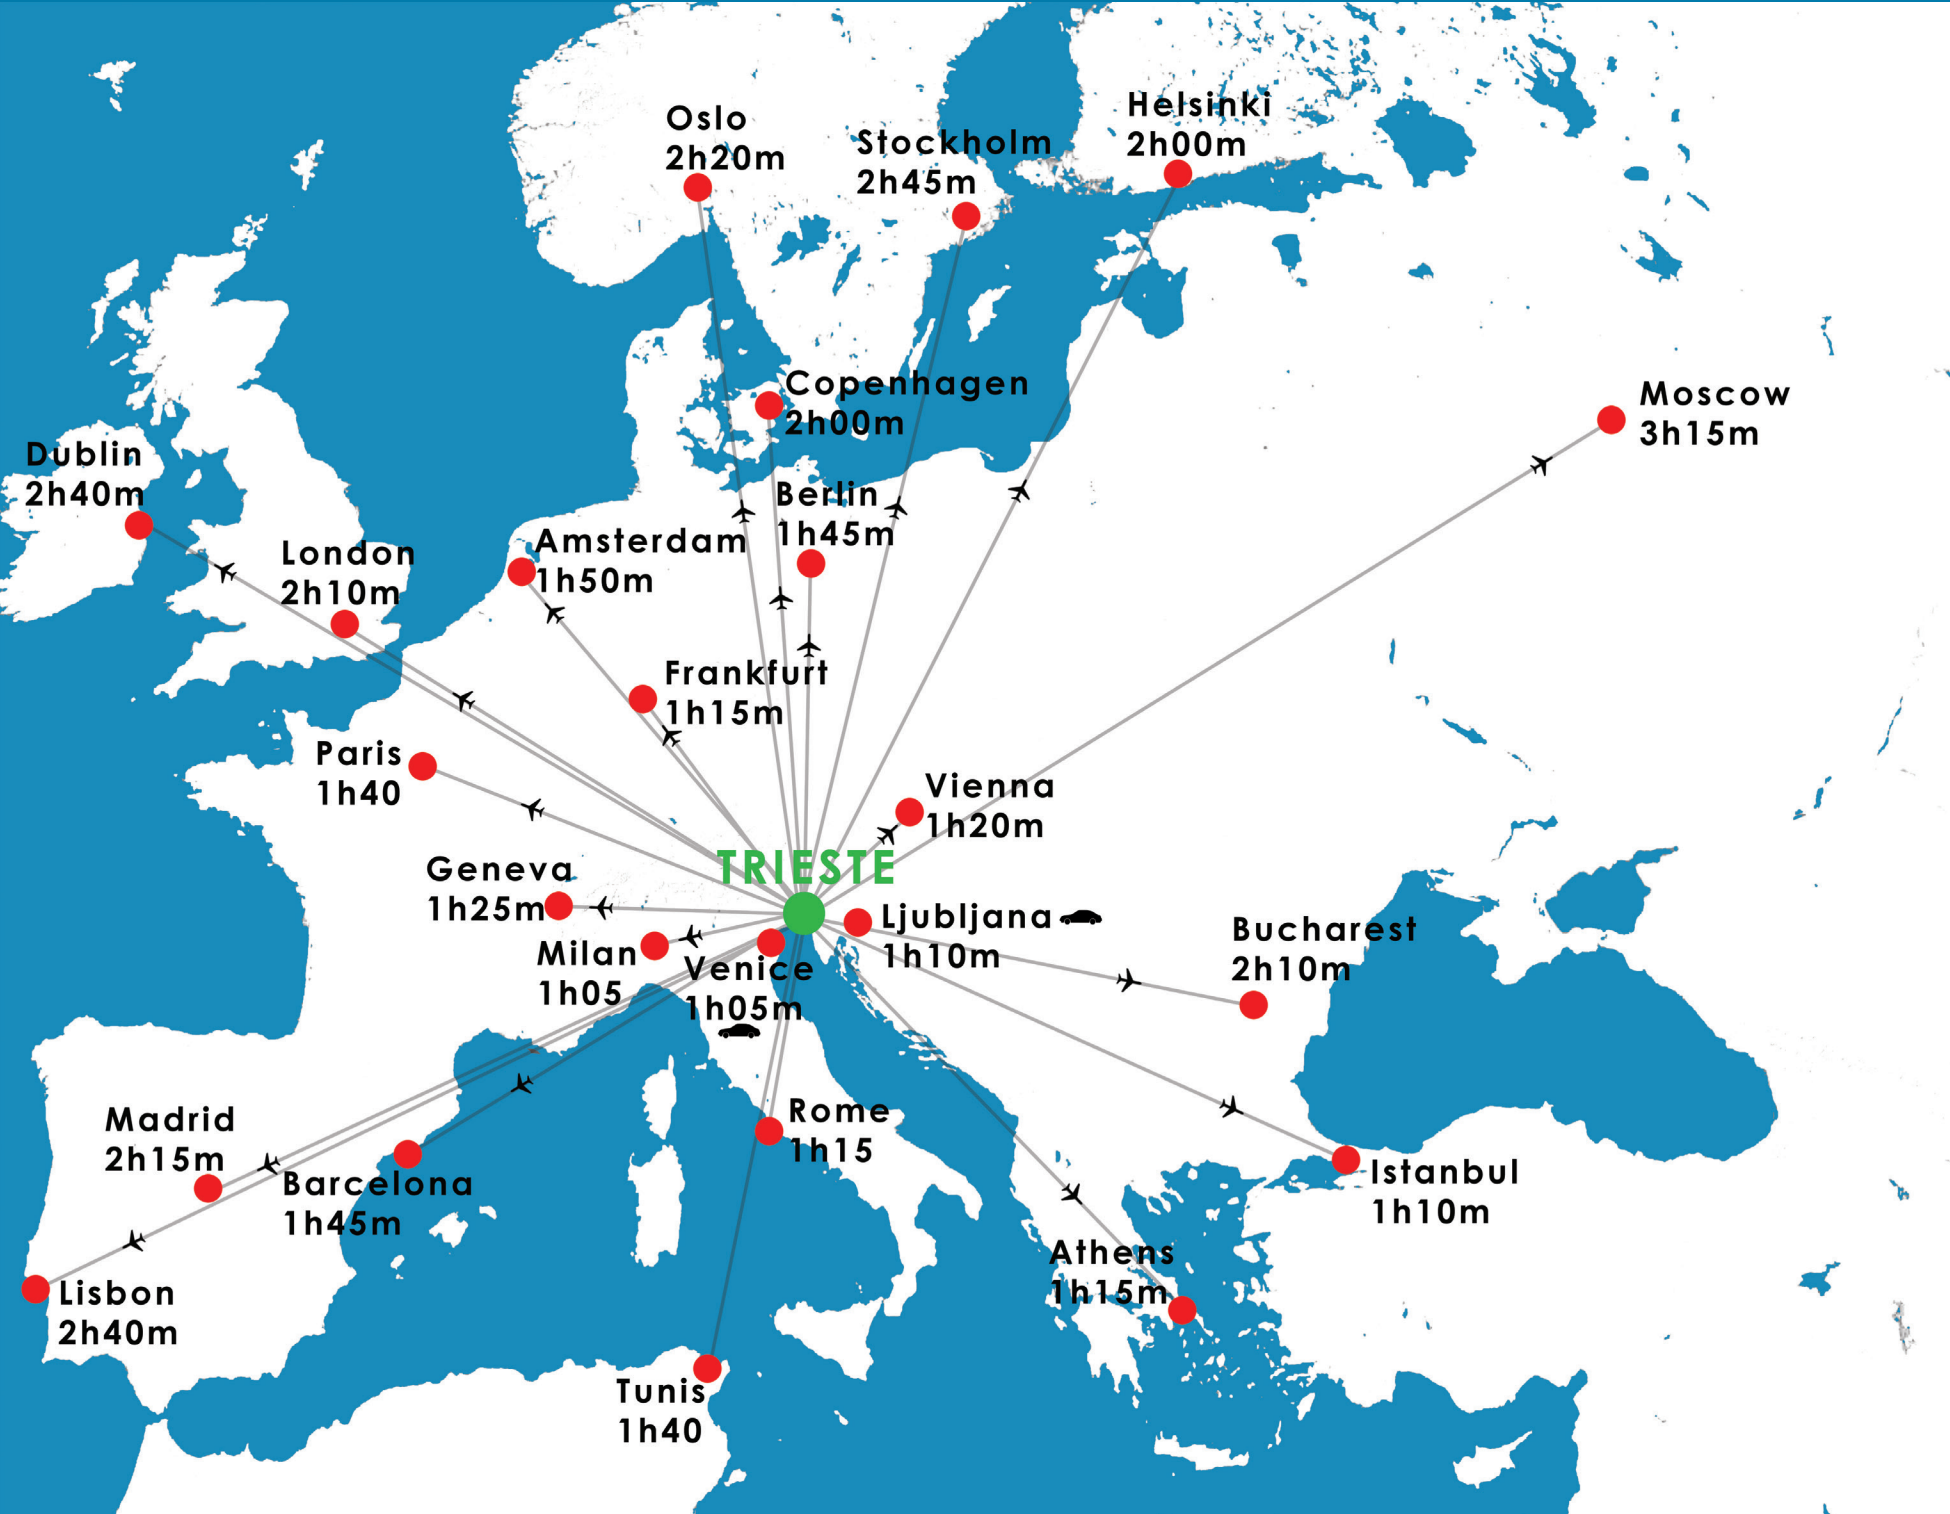 Oslo
2h20m
Stockholm
2h45m
Helsinki
2h00m
Copenhagen
2h00m
Moscow
3h15m
Dublin
2h40m
London
2h10m
Amsterdam
1h50m
Berlin
1h45m
Frankfurt
1h15m
Paris
1h40
Vienna
1h20m
TRIESTE
Geneva
1h25m
Milan
1h05
Venice
1h05m
Ljubljana
1h10m
Bucharest
2h10m
Madrid
2h15m
Barcelona
1h45m
Rome
1h15
Istanbul
1h10m
Athens
1h15m
Lisbon
2h40m
Tunis
1h40